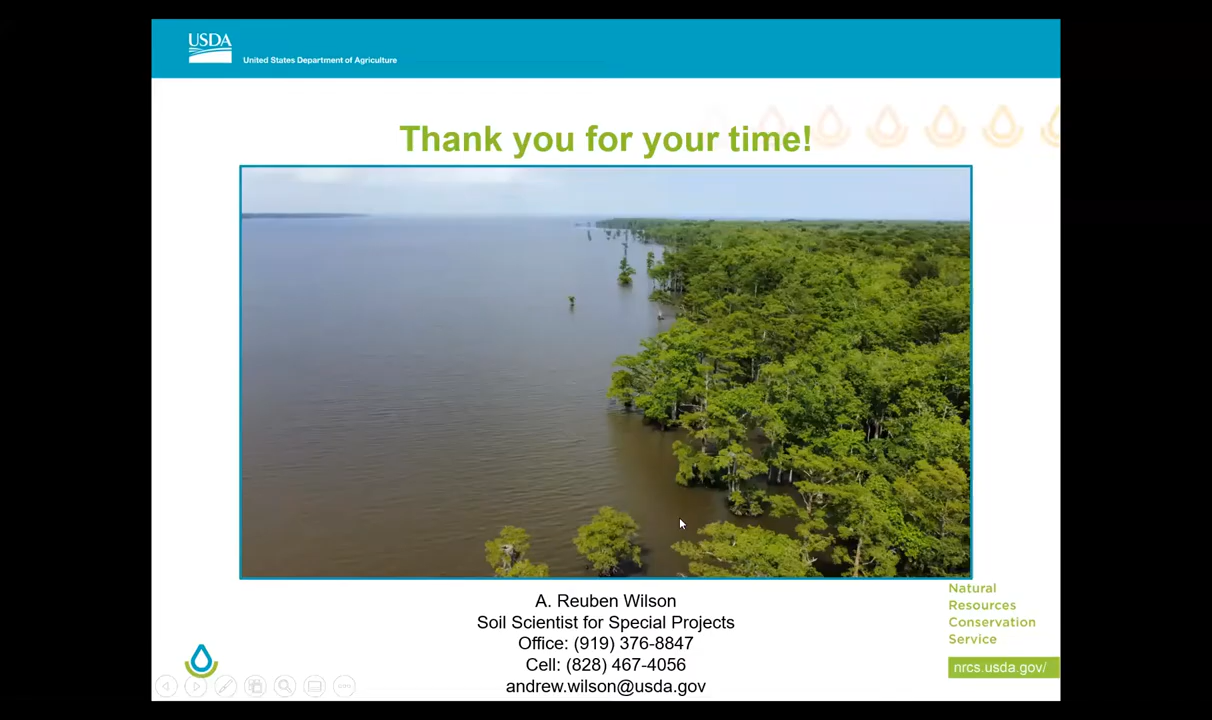 USDA
United States Department of Agriculture
Thank you for your time!
A. Reuben Wilson
Soil Scientist for Special Projects
Office: (919) 376-8847
Cell: (828) 467-4056
andrew.wilson@usda.gov
Natural
Resources
Conservation
Service
nrcs.usda.gov/